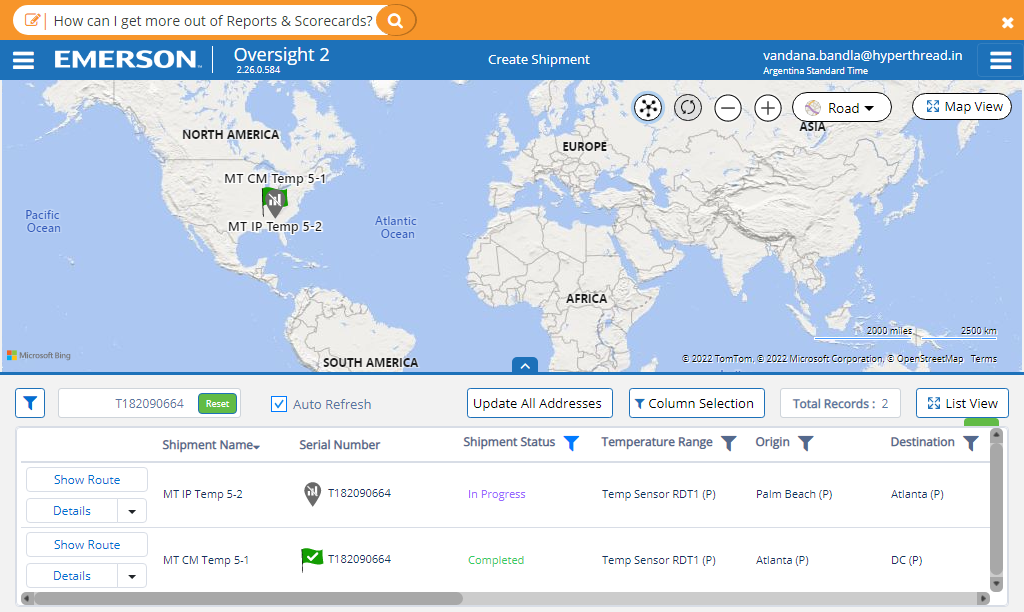 How can I get more out of Reports & Scorecards?
EMERSON
Oversight 2
2.26.0.584
Create Shipment
vandana.bandla@hyperthread.in
Argentina Standard Time
Road
Map View
NORTH AMERICA
EUROPE
ASIA
MT CM Temp 5-1
MT IP Temp 5-2
Pacific
Ocean
Atlantic
Ocean
AFRICA
SOUTH AMERICA
2000 miles
2500 km
Microsoft Bing
© 2022 TomTom, © 2022 Microsoft Corporation, © OpenStreetMap Terms
T182090664
Reset
Auto Refresh
Update All Addresses
Column Selection
Total Records : 2
List View
Shipment Name
Serial Number
Shipment Status
Temperature Range
Origin
Destination
Show Route
Details
MT IP Temp 5-2
T182090664
In Progress
Temp Sensor RDT1 (P)
Palm Beach (P)
Atlanta (P)
Show Route
Details
MT CM Temp 5-1
T182090664
Completed
Temp Sensor RDT1 (P)
Atlanta (P)
DC (P)